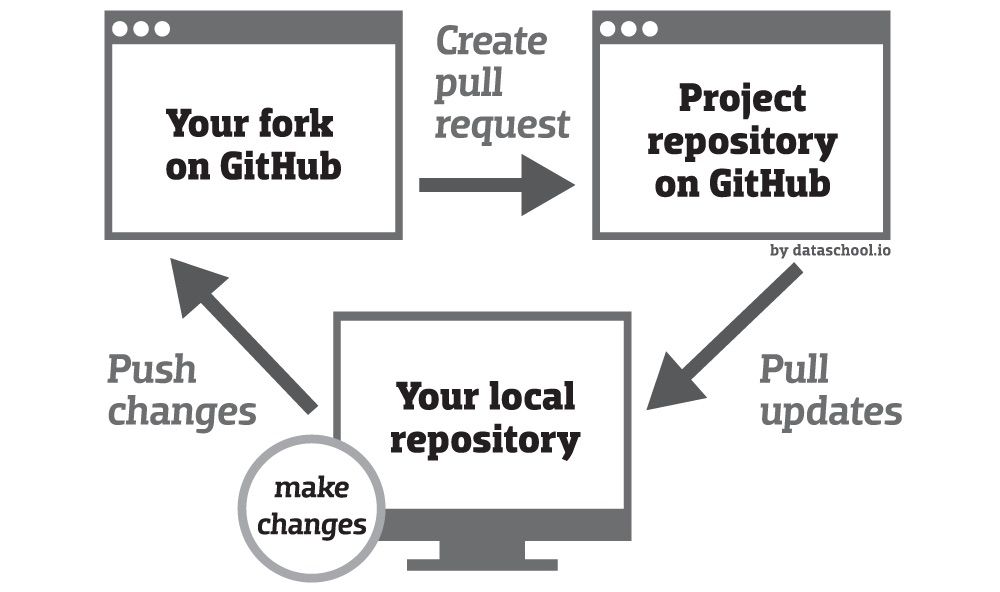 Your fork
on GitHub
Create
pull
request
Project
repository
on GitHub
by dataschool.io
Push
changes
Your local
repository
make
changes
Pull
updates